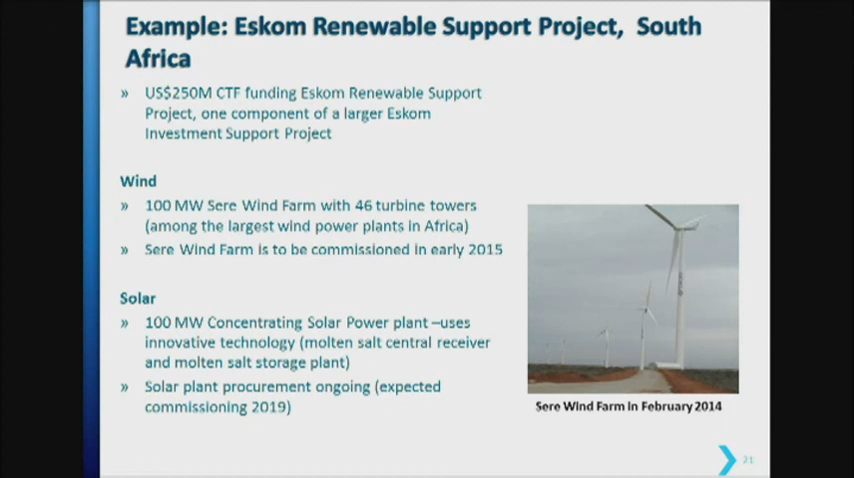 Example: Eskom Renewable Support Project, South
Africa
» US$250M CTF funding Eskom Renewable Support
Project, one component of a larger Eskom
Investment Support Project
Wind
» 100 MW Sere Wind Farm with 46 turbine towers
(among the largest wind power plants in Africa)
» Sere Wind Farm is to be commissioned in early 2015
Solar
» 100 MW Concentrating Solar Power plant –uses
innovative technology (molten salt central receiver
and molten salt storage plant)
» Solar plant procurement ongoing (expected
commissioning 2019)
Sere Wind Farm in February 2014
21